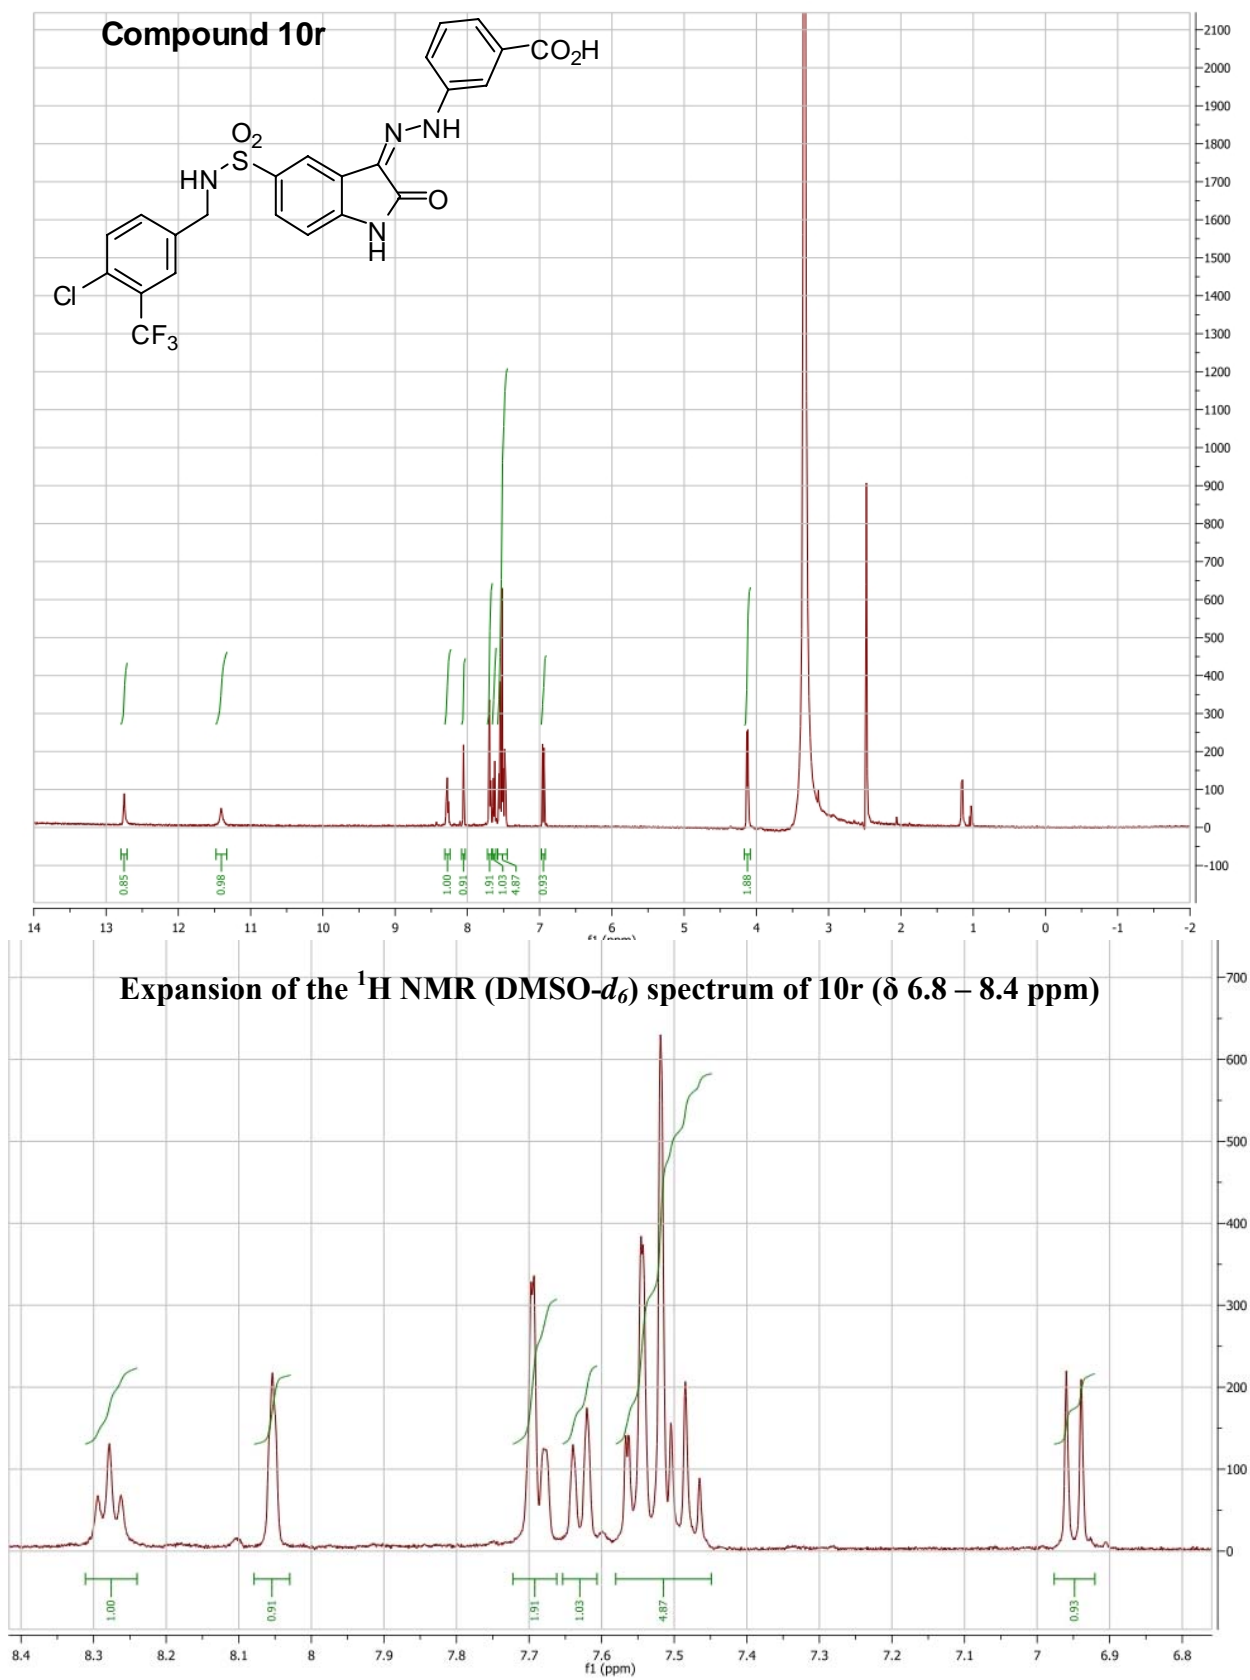 Compound 10r
CO2H
N NH
O2
S
HN
O
N
H
Cl
CF3
2100
2000
1900
1800
1700
1600
1500
1400
1300
1200
1100
1000
900
800
700
600
500
400
300
200
100
0
-100
0.85 0.98 1.00 0.91 1.91 1.03 4.87 0.93 1.88
14 13 12 11 10 9 8 7 6 5 4 3 2 1 0 -1 -2
f1 (ppm)
Expansion of the 1H NMR (DMSO-d6) spectrum of 10r (δ 6.8 – 8.4 ppm)
700
600
500
400
300
200
100
0
1.00 0.91 1.91 1.03 4.87 0.93
8.4 8.3 8.2 8.1 8 7.9 7.8 7.7 7.6 7.5 7.4 7.3 7.2 7.1 7 6.9 6.8
f1 (ppm)